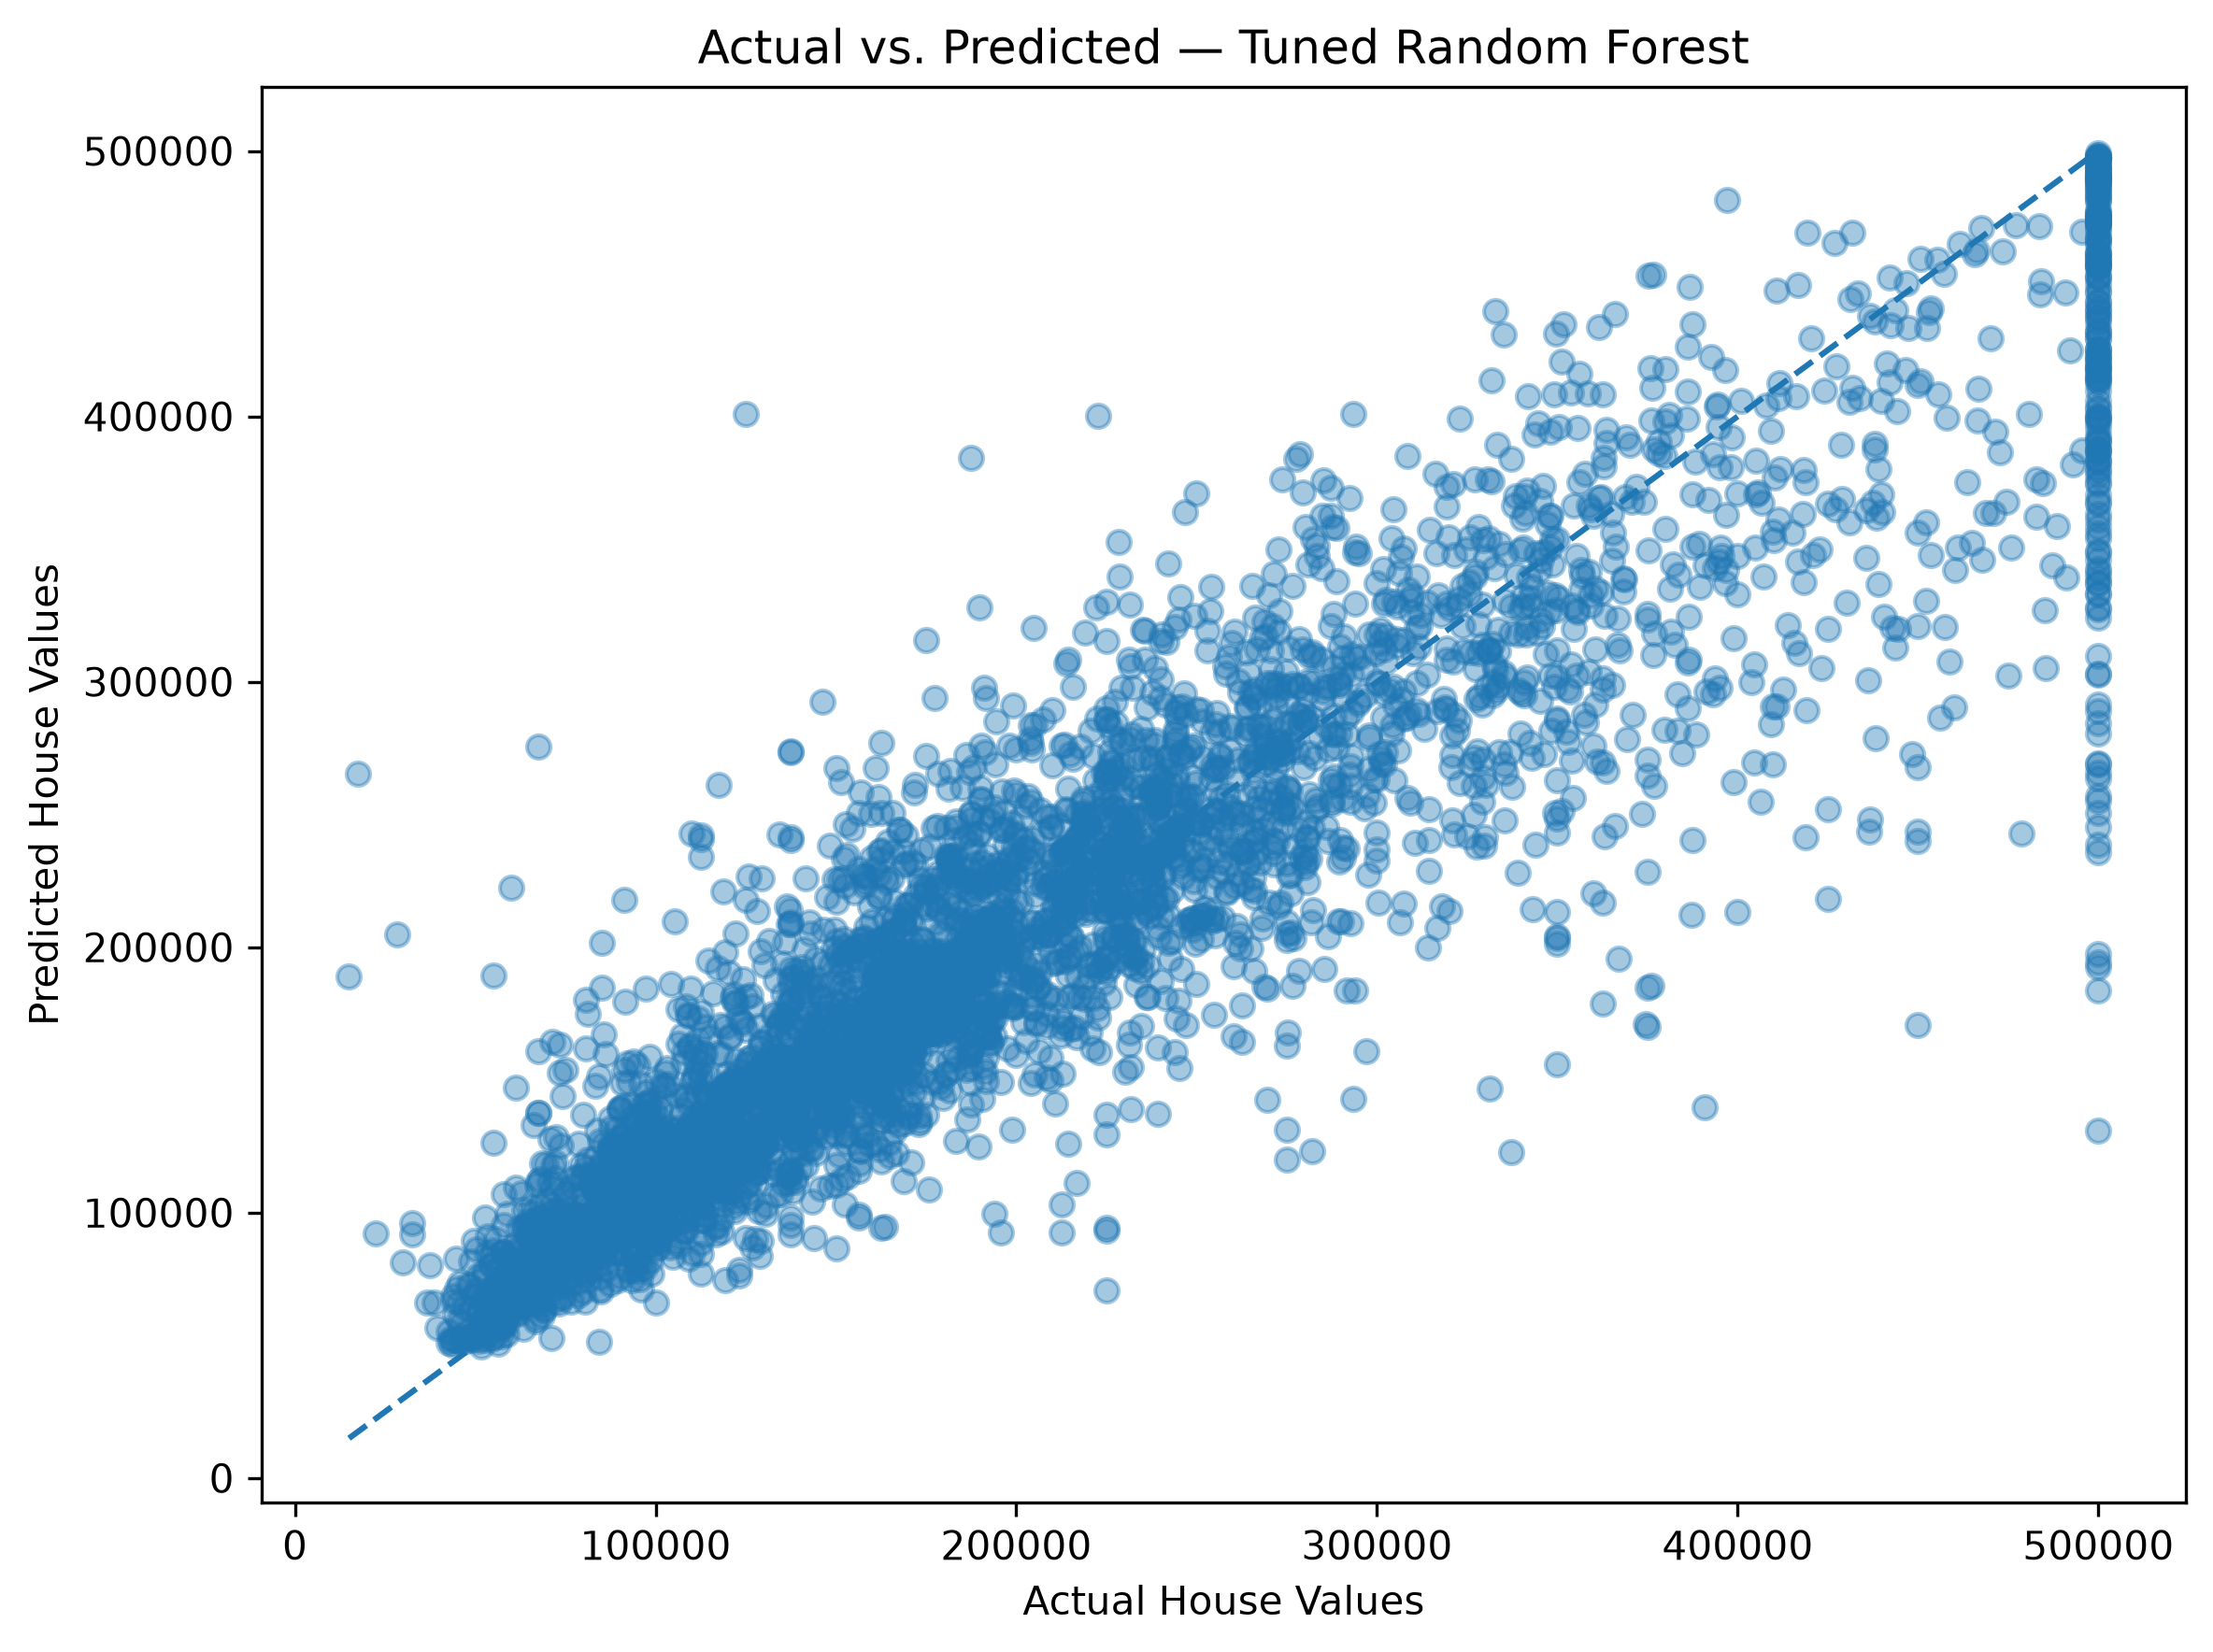 Actual vs. Predicted — Tuned Random Forest
Predicted House Values
500000
400000
300000
200000
100000
0
0 100000 200000 300000 400000 500000
Actual House Values